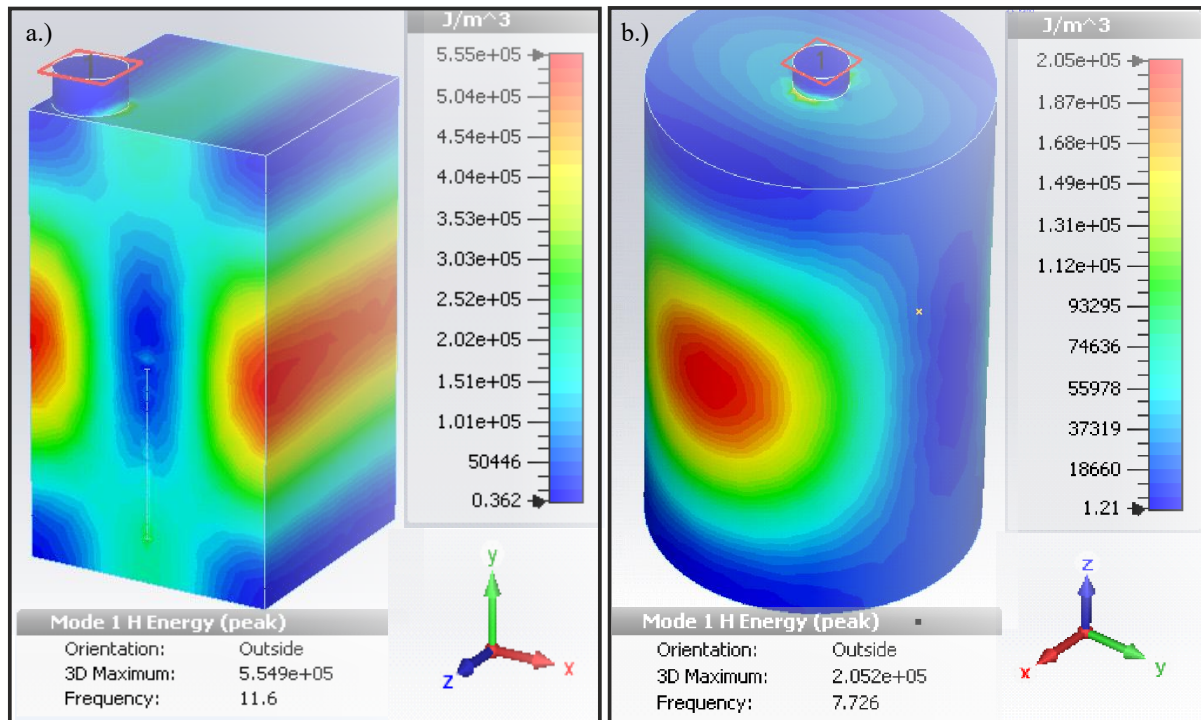 a.)
1
J/m^3
5.55e+05
5.04e+05
4.54e+05
4.04e+05
3.53e+05
3.03e+05
2.52e+05
2.02e+05
1.51e+05
1.01e+05
50446
0.362
y
x
z
Mode 1 H Energy (peak)
Orientation: Outside
3D Maximum: 5.549e+05
Frequency: 11.6
b.)
1
J/m^3
2.05e+05
1.87e+05
1.68e+05
1.49e+05
1.31e+05
1.12e+05
93295
74636
55978
37319
18660
1.21
z
x
y
Mode 1 H Energy (peak)
Orientation: Outside
3D Maximum: 2.052e+05
Frequency: 7.726